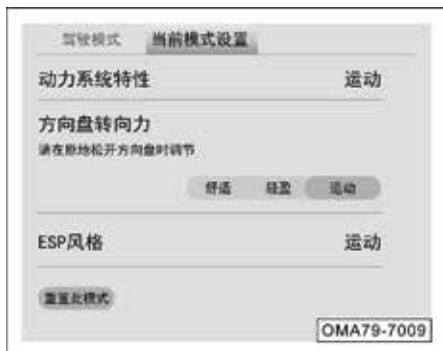 驾驶模式 当前模式设置
动力系统特性 运动
方向盘转向力
请在原地松开方向盘时调节
舒适 轻盈 运动
ESP风格 运动
重置此模式
OMA79-7009